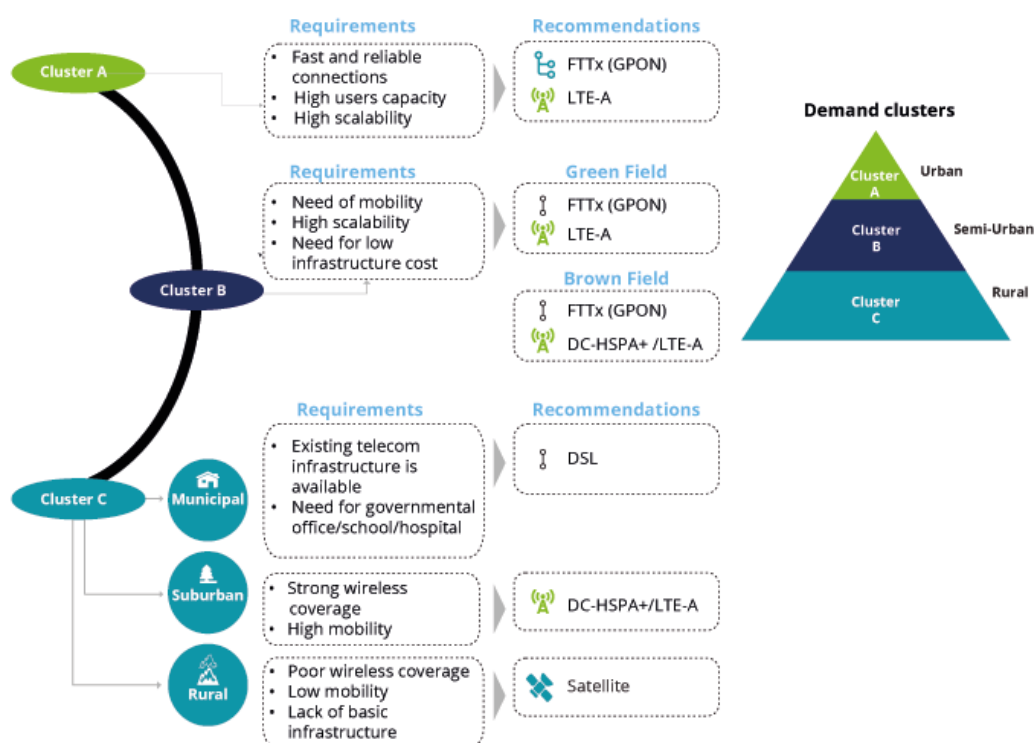 Requirements
Recommendations
Cluster A
• Fast and reliable
connections
• High users capacity
• High scalability
FTTx (GPON)
LTE-A
Requirements
Green Field
• Need of mobility
• High scalability
• Need for low
infrastructure cost
FTTx (GPON)
LTE-A
Cluster B
Brown Field
FTTx (GPON)
DC-HSPA+ /LTE-A
Requirements
Recommendations
Cluster C
Municipal
• Existing telecom
infrastructure is
available
• Need for governmental
office/school/hospital
DSL
Suburban
• Strong wireless
coverage
• High mobility
DC-HSPA+/LTE-A
Rural
• Poor wireless coverage
• Low mobility
• Lack of basic
infrastructure
Satellite
Demand clusters
Cluster
A
Urban
Cluster
B
Semi-Urban
Cluster
C
Rural